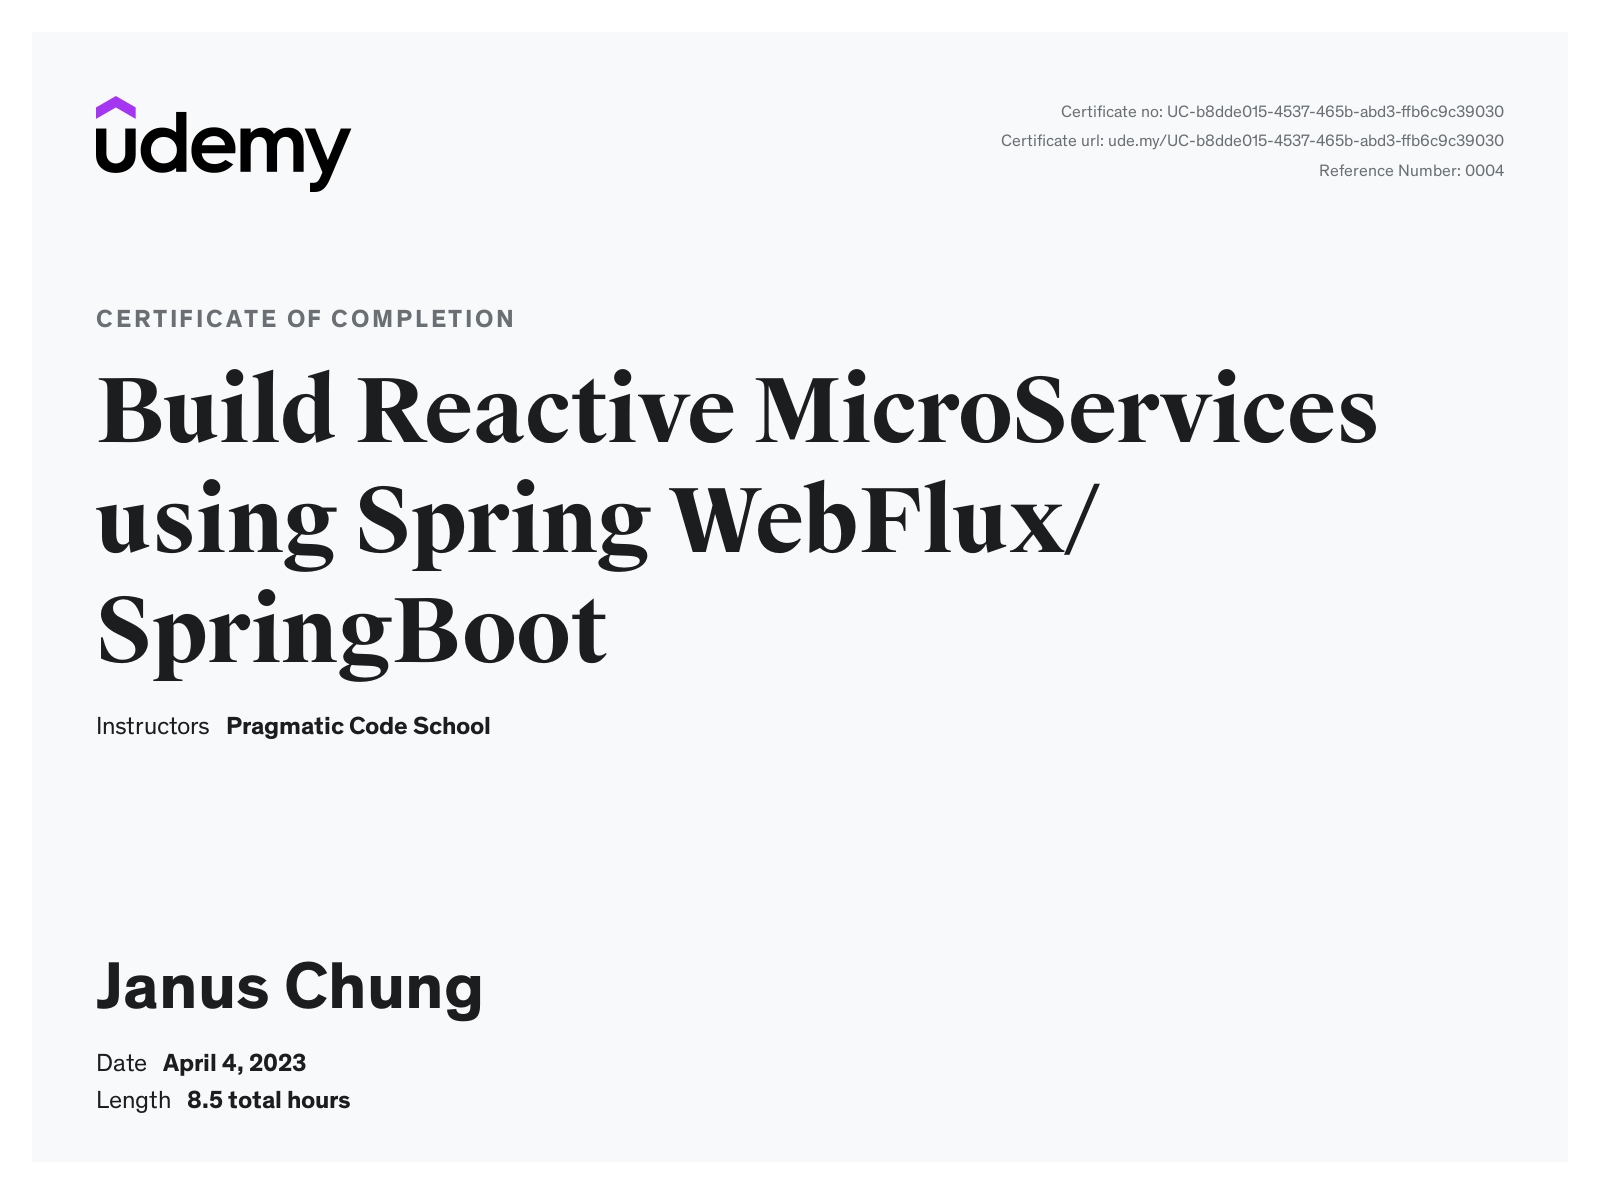 udemy
Certificate no: UC-b8dde015-4537-465b-abd3-ffb6c9c39030
Certificate url: ude.my/UC-b8dde015-4537-465b-abd3-ffb6c9c39030
Reference Number: 0004
CERTIFICATE OF COMPLETION
Build Reactive MicroServices
using Spring WebFlux/
SpringBoot
Instructors Pragmatic Code School
Janus Chung
Date April 4, 2023
Length 8.5 total hours